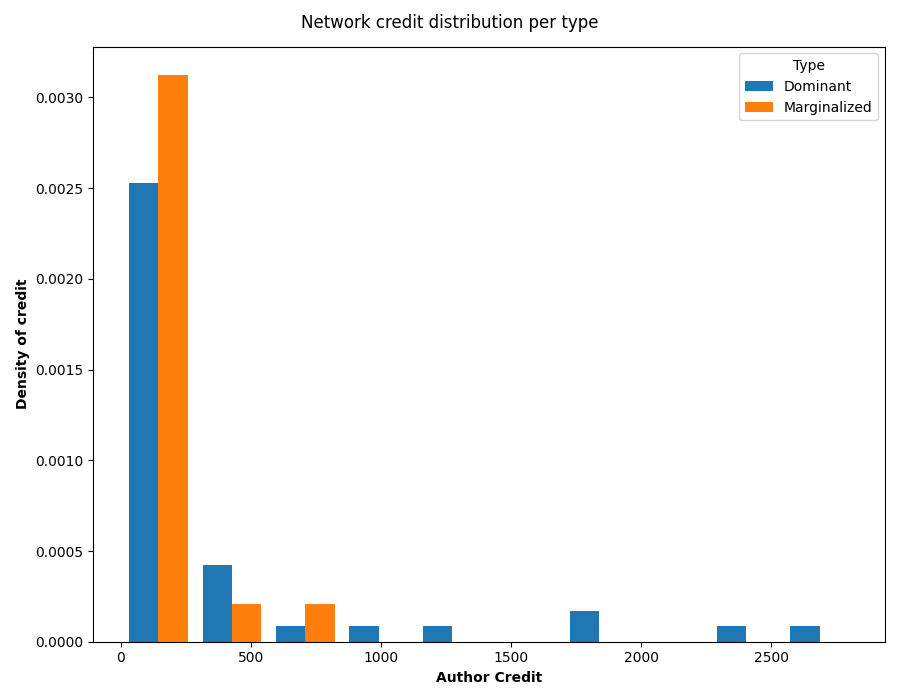 Network credit distribution per type
Type
Dominant
Marginalized
0.0030
0.0025
0.0020
0.0015
0.0010
0.0005
0.0000
Density of credit
0 500 1000 1500 2000 2500
Author Credit